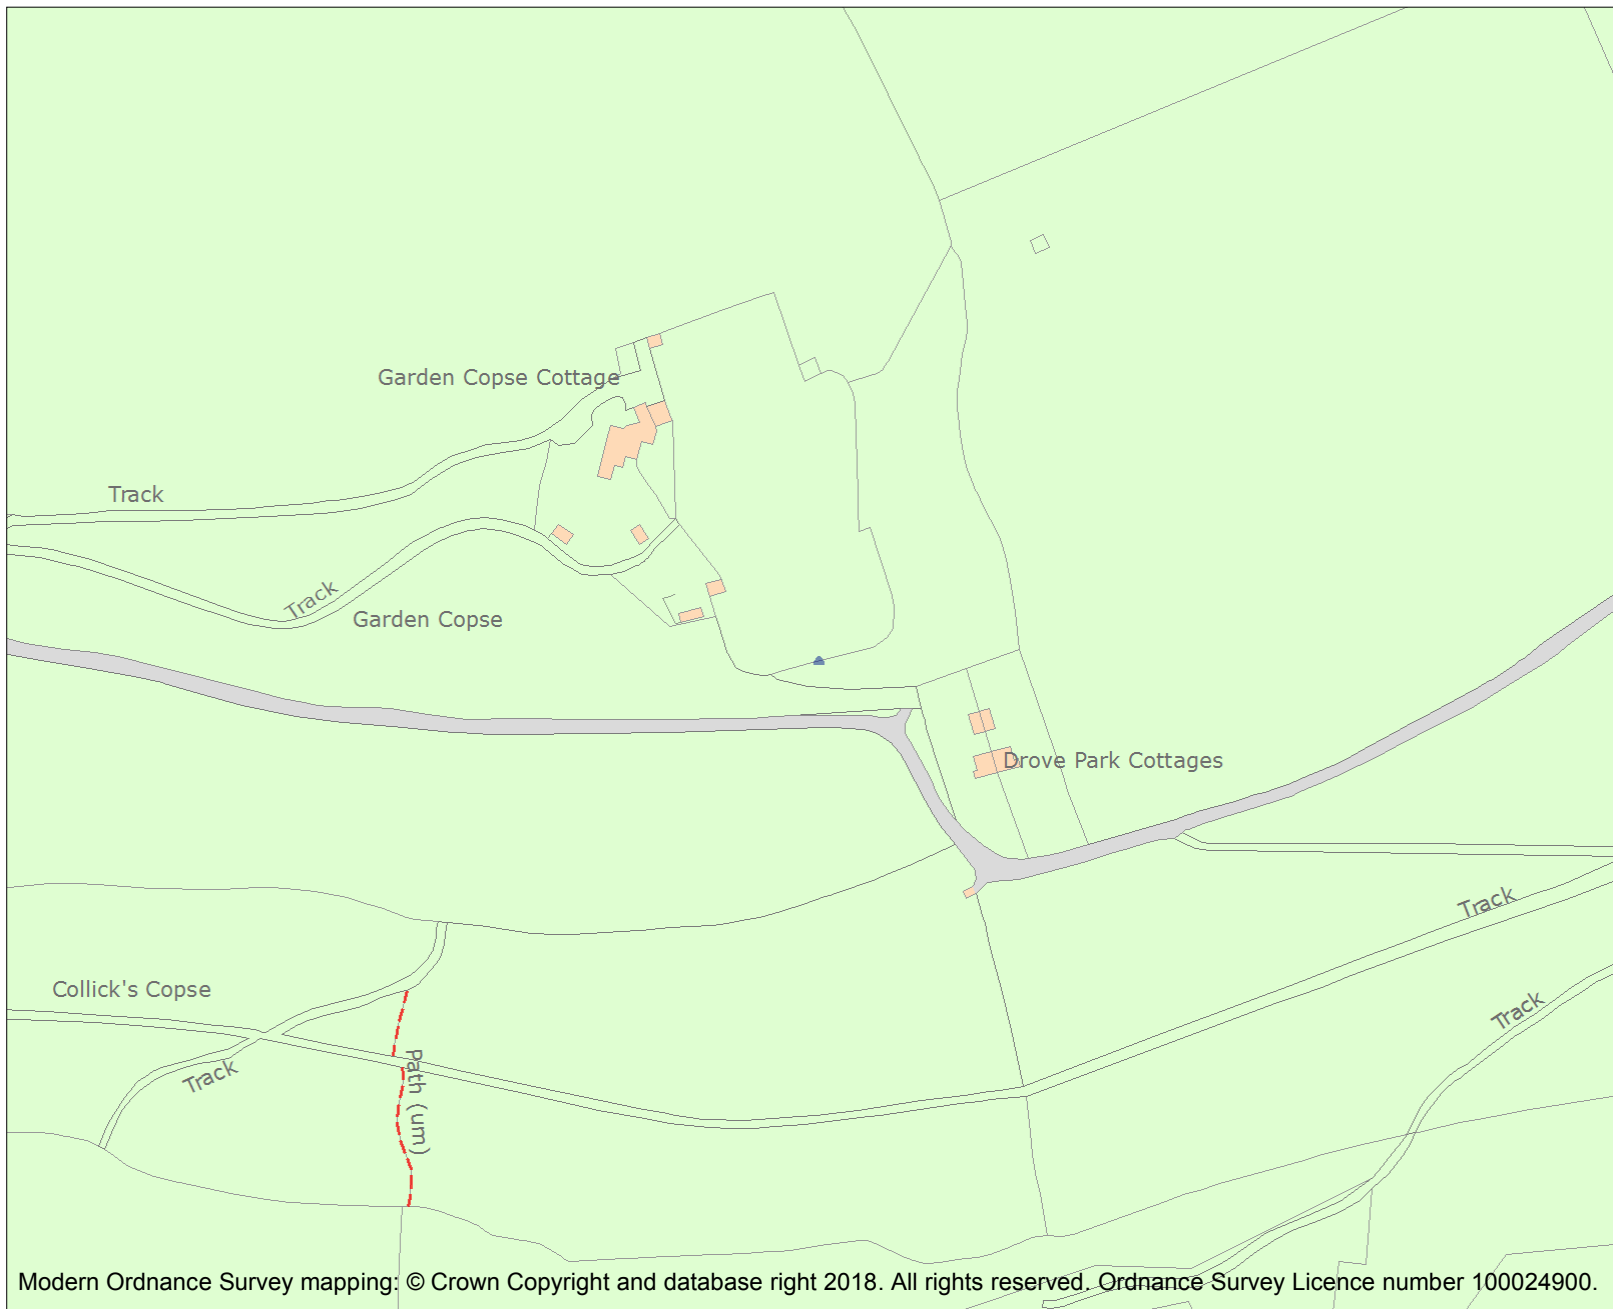 Garden Copse Cottage
Track
Track
Garden Copse
Drove Park Cottages
Track
Collick's Copse
Track
Path (um)
Track
Modern Ordnance Survey mapping: © Crown Copyright and database right 2018. All rights reserved. Ordnance Survey Licence number 100024900.